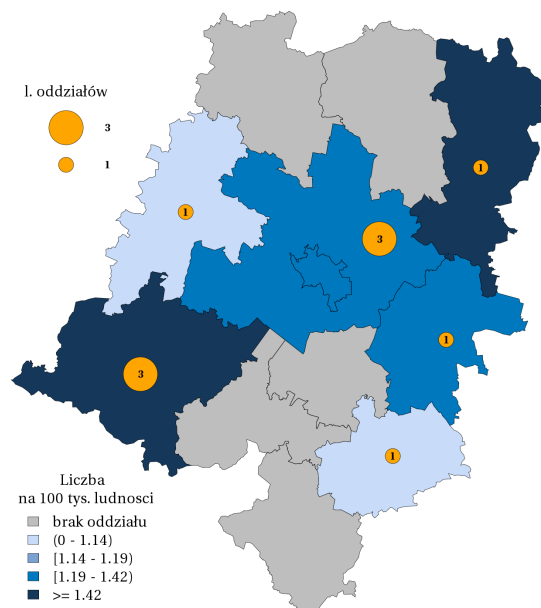 l. oddziałów
3
1
1
1
3
1
3
1
Liczba
na 100 tys. ludnosci
brak oddziału
(0 - 1.14)
[1.14 - 1.19)
[1.19 - 1.42)
>= 1.42